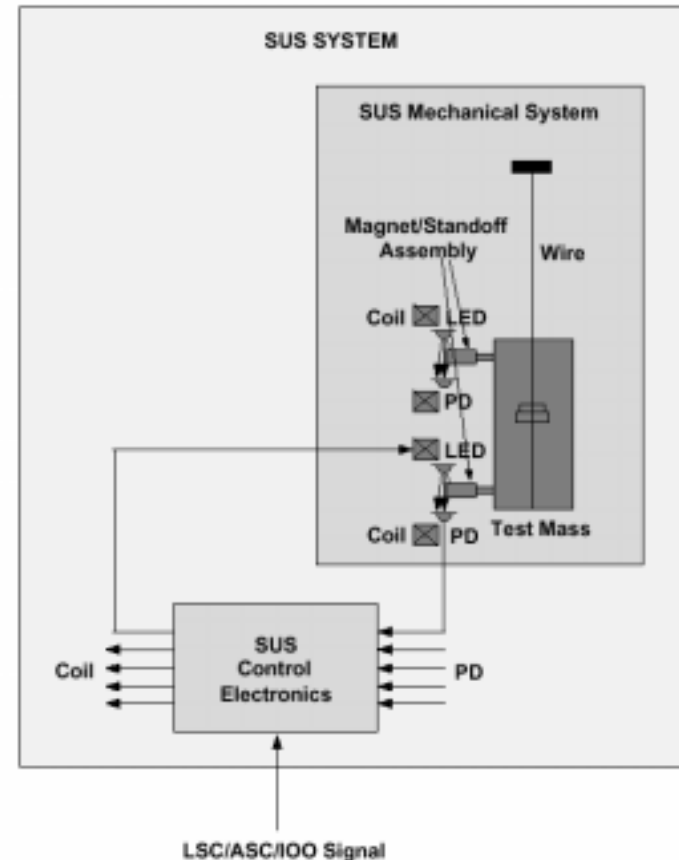 SUS SYSTEM
SUS Mechanical System
Magnet/Standoff
Assembly
Wire
Coil LED
PD
LED
Coil PD Test Mass
SUS
Control
Electronics
Coil
PD
LSC/ASC/IOO Signal